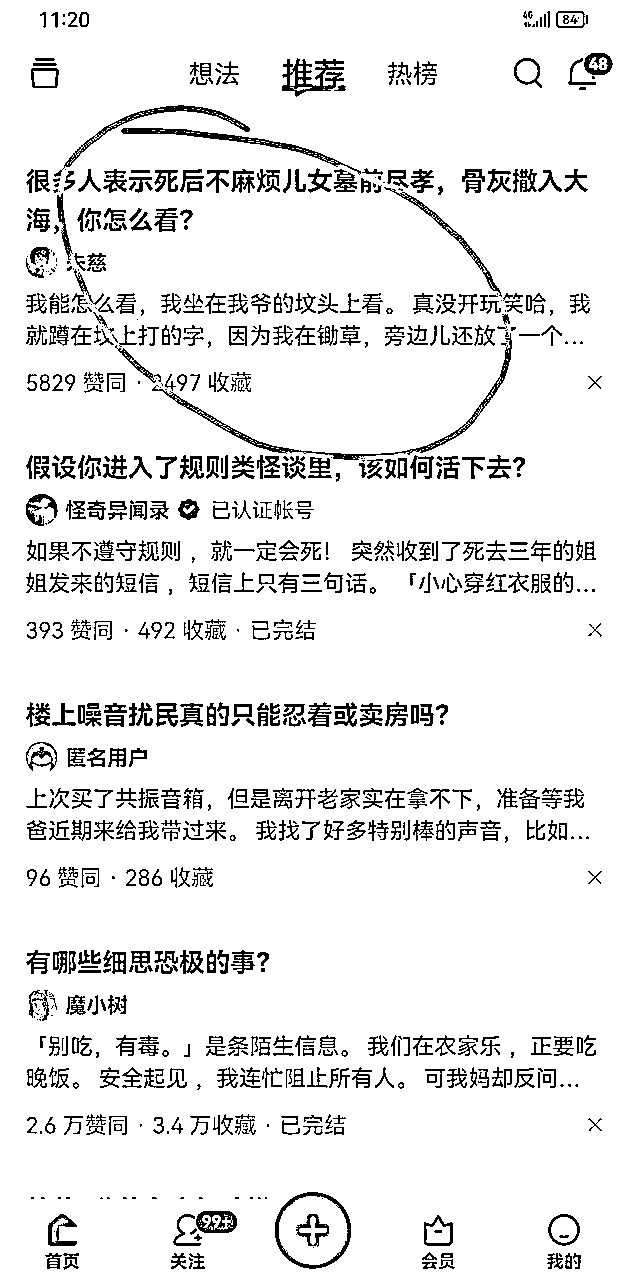 11:20
4G 84
想法 推荐 热榜 48
很多人表示死后不麻烦儿女墓前尽孝，骨灰撒入大
海，你怎么看？
朱慈
我能怎么看，我坐在我爷的坟头上看。 真没开玩笑哈，我
就蹲在坟上打的字，因为我在锄草，旁边儿还放了一个...
5829 赞同 · 2497 收藏
假设你进入了规则类怪谈里，该如何活下去？
怪奇异闻录 已认证帐号
如果不遵守规则 ，就一定会死！ 突然收到了死去三年的姐
姐发来的短信 ，短信上只有三句话。 「小心穿红衣服的...
393 赞同 · 492 收藏 · 已完结
楼上噪音扰民真的只能忍着或卖房吗？
匿名用户
上次买了共振音箱，但是离开老家实在拿不下，准备等我
爸近期来给我带过来。 我找了好多特别棒的声音，比如...
96 赞同 · 286 收藏
有哪些细思恐极的事？
魔小树
「别吃，有毒。」是条陌生信息。 我们在农家乐 ，正要吃
晚饭。 安全起见 ，我连忙阻止所有人。 可我妈却反问...
2.6 万赞同 · 3.4 万收藏 · 已完结
99+
首页 关注 会员 我的